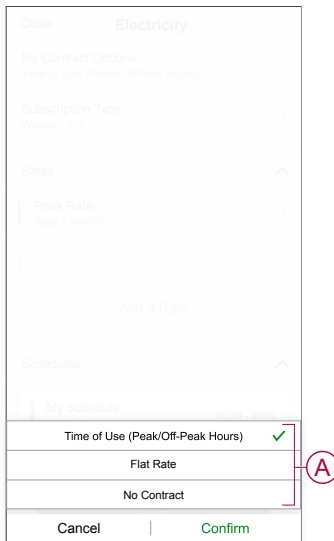 Close Electricity
My Contract Options
Time of Use (Peak/Off-Peak Hours)
Subscription Type
Rates
Peak Rate
Add a Rate
Schedules
My Schedule
Time of Use (Peak/Off-Peak Hours)
Flat Rate
No Contract
A
Cancel Confirm